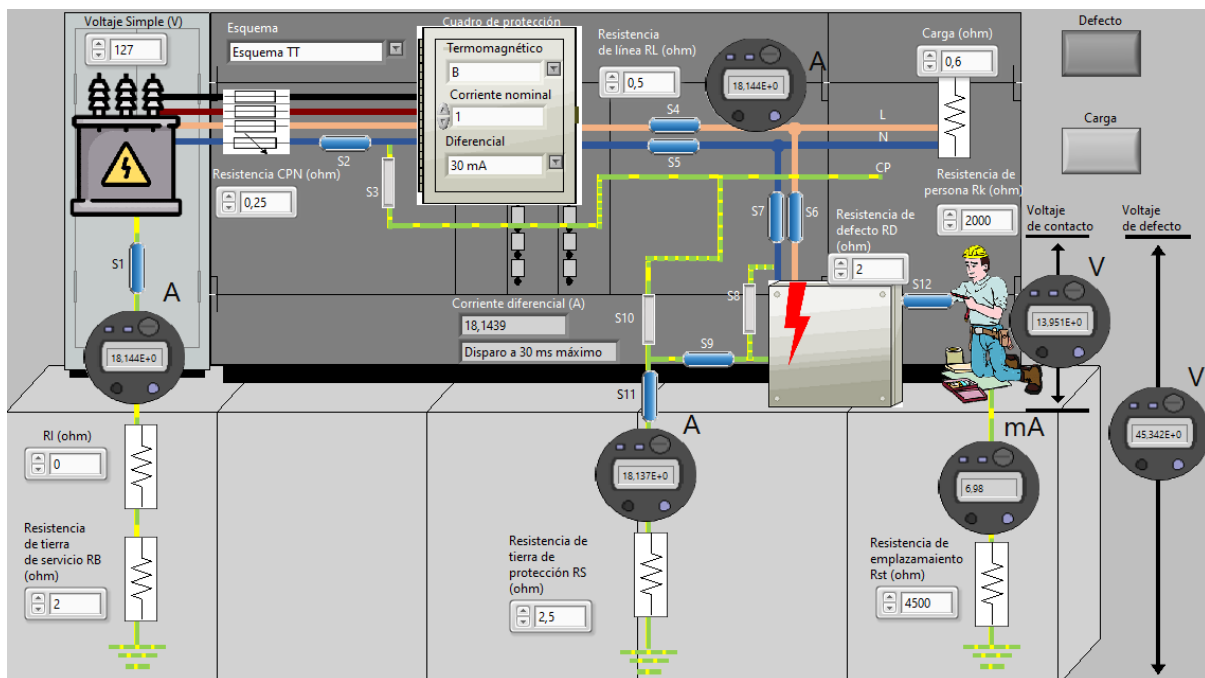 Voltaje Simple (V)
127
Esquema
Esquema TT
Cuadro de protección
Termomagnético
B
Corriente nominal
1
Diferencial
30 mA
Resistencia
de línea RL (ohm)
0,5
18,144E+0
A
Carga (ohm)
0,6
Defecto
Carga
S4
L
N
S5
S2
S3
CP
Resistencia CPN (ohm)
0,25
S1
A
18,144E+0
S7
S6
Resistencia de
defecto RD
(ohm)
2
Resistencia de
persona Rk (ohm)
2000
Voltaje
de contacto
Voltaje
de defecto
V
13,951E+0
V
45,342E+0
S12
S8
S10
S9
S11
Corriente diferencial (A)
18,1439
Disparo a 30 ms máximo
A
18,137E+0
mA
6,98
RI (ohm)
0
Resistencia
de tierra
de servicio RB
(ohm)
2
Resistencia de
tierra de
protección RS
(ohm)
2,5
Resistencia de
emplazamiento
Rst (ohm)
4500